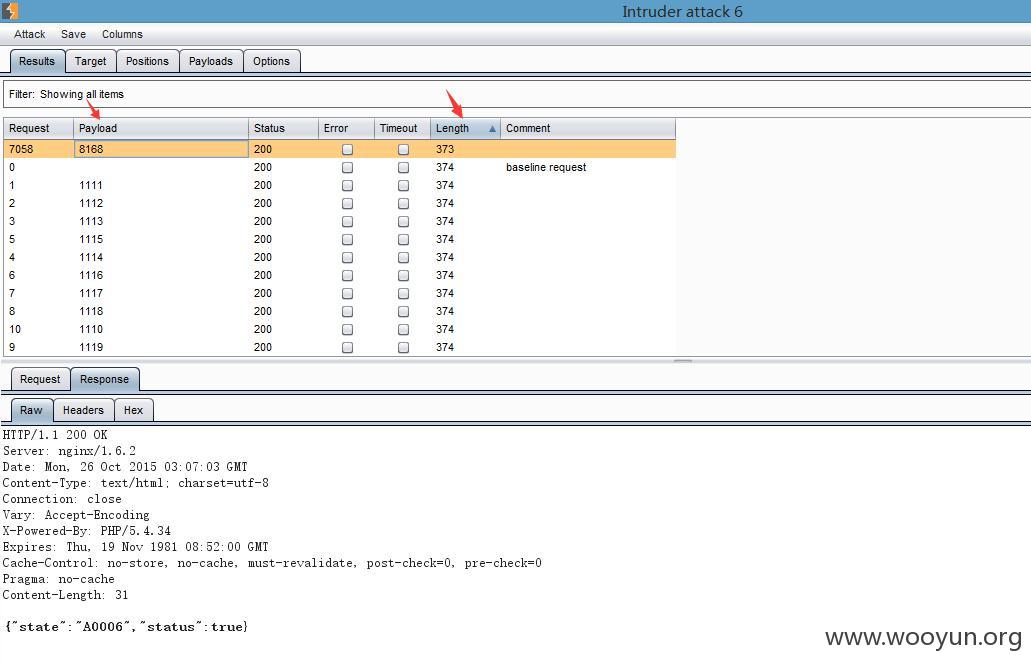 Intruder attack 6
Attack Save Columns
Results Target Positions Payloads Options
Filter: Showing all items
Request Payload Status Error Timeout Length Comment
7058 8168 200 373
0 200 374 baseline request
1 1111 200 374
2 1112 200 374
3 1113 200 374
5 1115 200 374
4 1114 200 374
6 1116 200 374
7 1117 200 374
8 1118 200 374
10 1110 200 374
9 1119 200 374
Request Response
Raw Headers Hex
HTTP/1.1 200 OK
Server: nginx/1.6.2
Date: Mon, 26 Oct 2015 03:07:03 GMT
Content-Type: text/html; charset=utf-8
Connection: close
Vary: Accept-Encoding
X-Powered-By: PHP/5.4.34
Expires: Thu, 19 Nov 1981 08:52:00 GMT
Cache-Control: no-store, no-cache, must-revalidate, post-check=0, pre-check=0
Pragma: no-cache
Content-Length: 31
{"state":"A0006","status":true}
www.wooyun.org